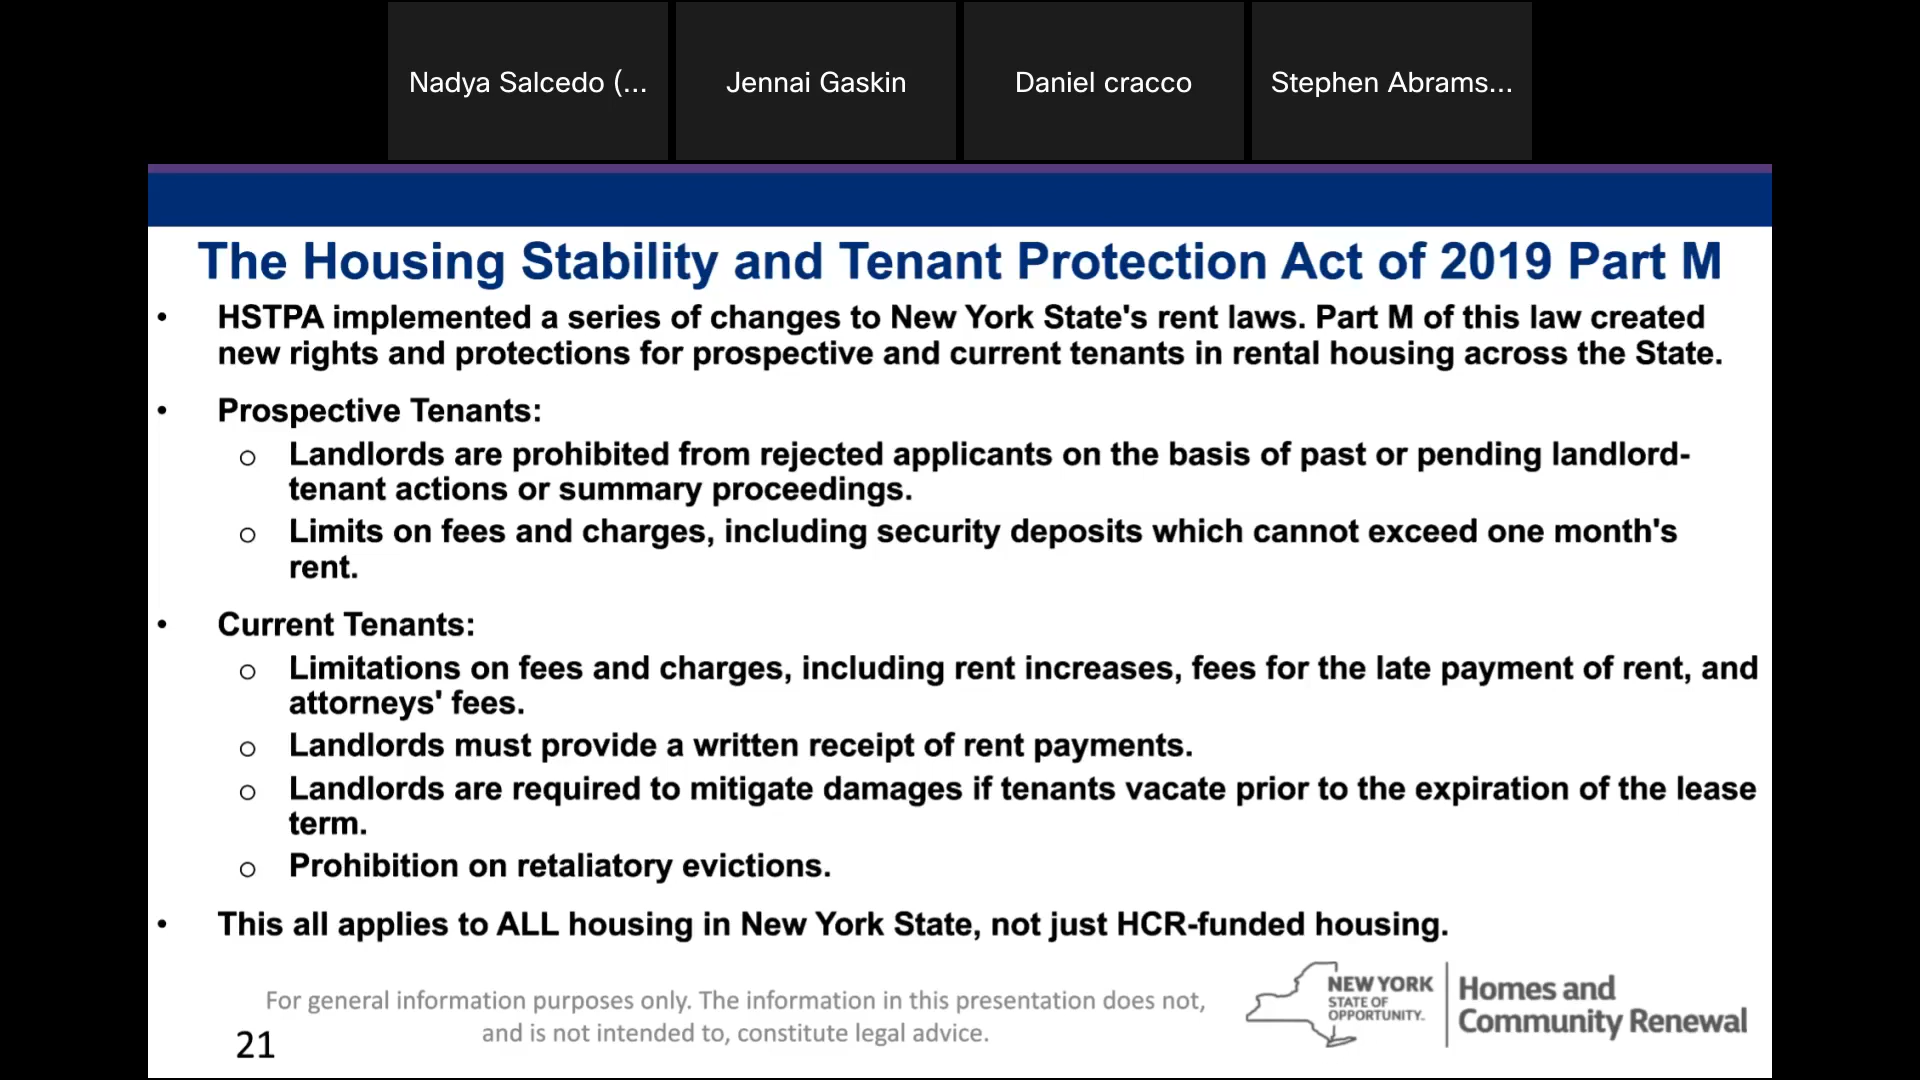 Nadya Salcedo (...
Jennai Gaskin
Daniel cracco
Stephen Abrams...
The Housing Stability and Tenant Protection Act of 2019 Part M
• HSTPA implemented a series of changes to New York State's rent laws. Part M of this law created
new rights and protections for prospective and current tenants in rental housing across the State.
• Prospective Tenants:
o Landlords are prohibited from rejected applicants on the basis of past or pending landlord-
tenant actions or summary proceedings.
o Limits on fees and charges, including security deposits which cannot exceed one month's
rent.
• Current Tenants:
o Limitations on fees and charges, including rent increases, fees for the late payment of rent, and
attorneys' fees.
o Landlords must provide a written receipt of rent payments.
o Landlords are required to mitigate damages if tenants vacate prior to the expiration of the lease
term.
o Prohibition on retaliatory evictions.
• This all applies to ALL housing in New York State, not just HCR-funded housing.
For general information purposes only. The information in this presentation does not,
and is not intended to, constitute legal advice.
21
NEW YORK
STATE OF
OPPORTUNITY.
Homes and
Community Renewal